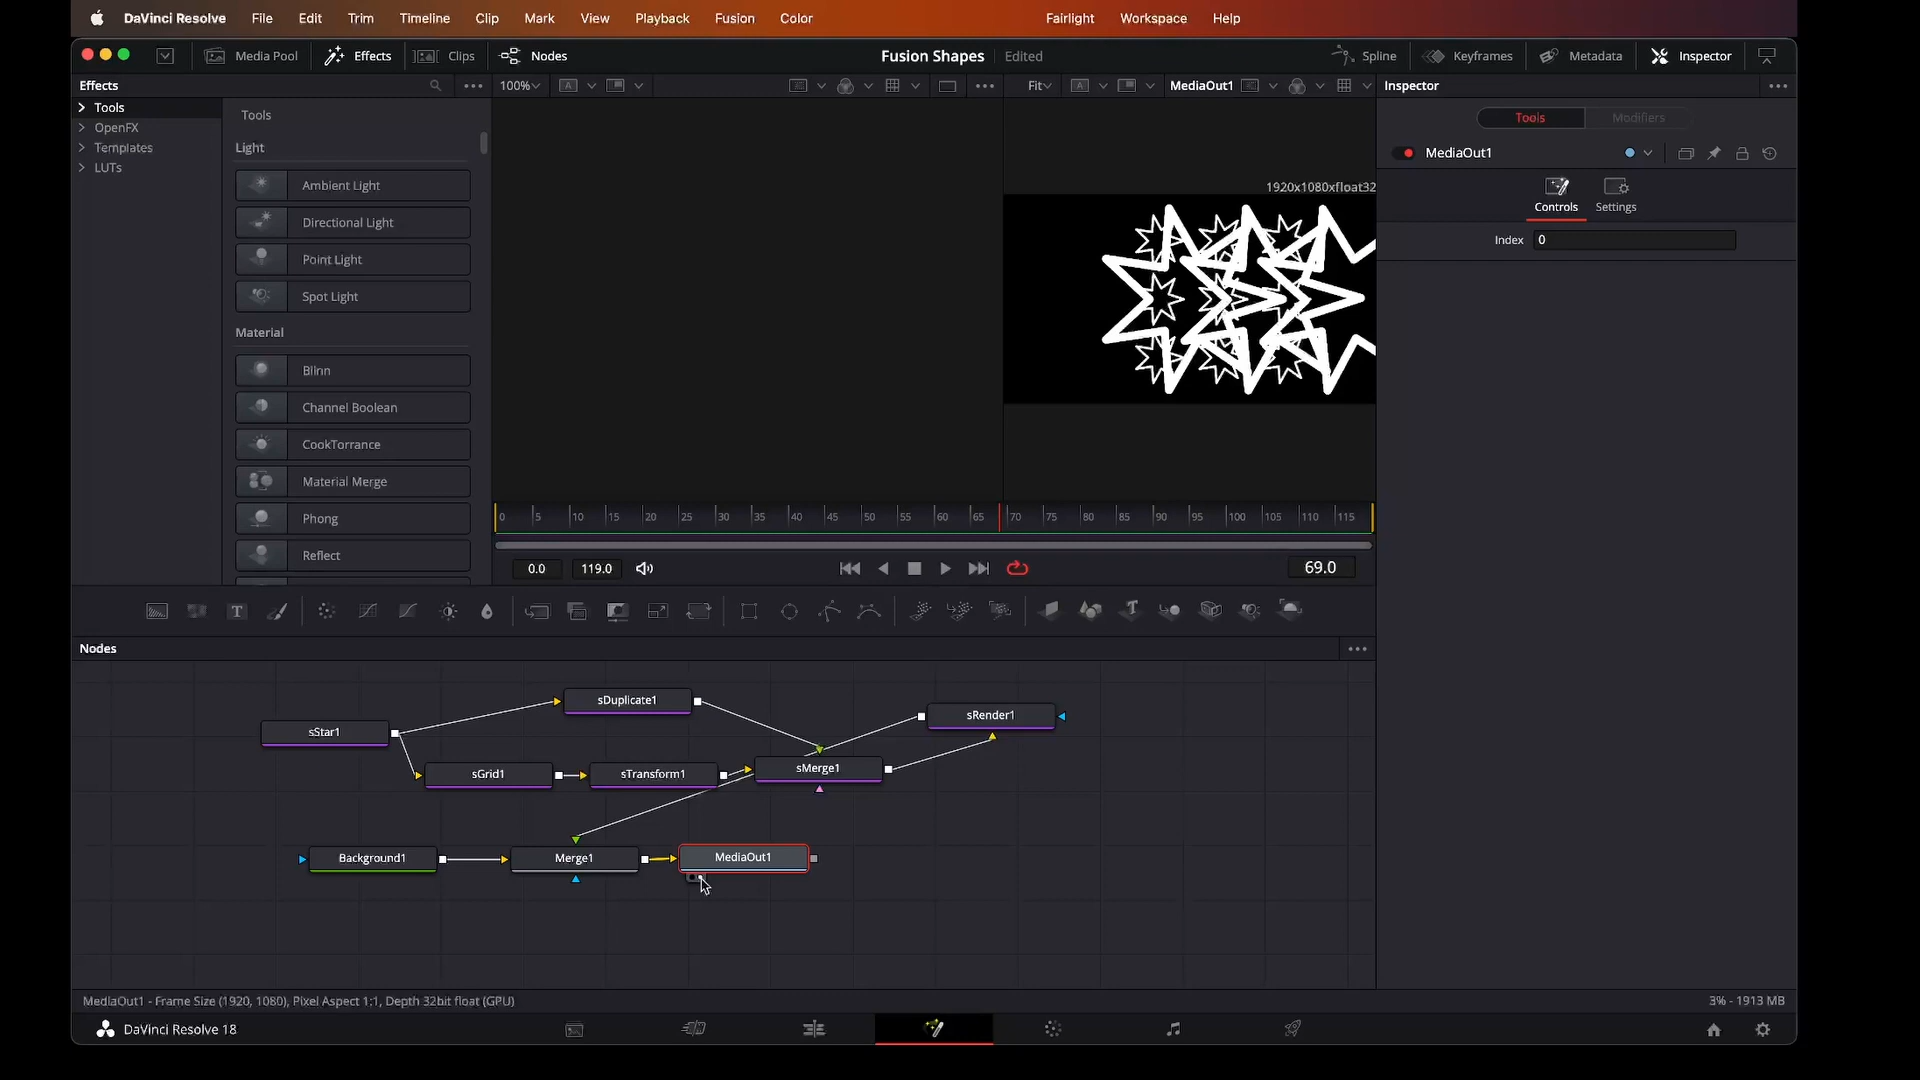 DaVinci Resolve File Edit Trim Timeline Clip Mark View Playback Fusion Color Fairlight Workspace Help
Media Pool Effects Clips Nodes Fusion Shapes Edited Spline Keyframes Metadata Inspector
Effects 100% Fit MediaOut1 Inspector
Tools
OpenFX
Templates
LUTs
Tools
Light
Ambient Light
Directional Light
Point Light
Spot Light
Material
Blinn
Channel Boolean
CookTorrance
Material Merge
Phong
Reflect
1920x1080xfloat32
Tools Modifiers
MediaOut1
Controls Settings
Index 0
0 5 10 15 20 25 30 35 40 45 50 55 60 65 70 75 80 85 90 95 100 105 110 115
0.0 119.0 69.0
T
Nodes
sDuplicate1
sRender1
sStar1
sGrid1 sTransform1 sMerge1
Background1 Merge1 MediaOut1
MediaOut1 - Frame Size (1920, 1080), Pixel Aspect 1:1, Depth 32bit float (GPU) 3% - 1913 MB
DaVinci Resolve 18